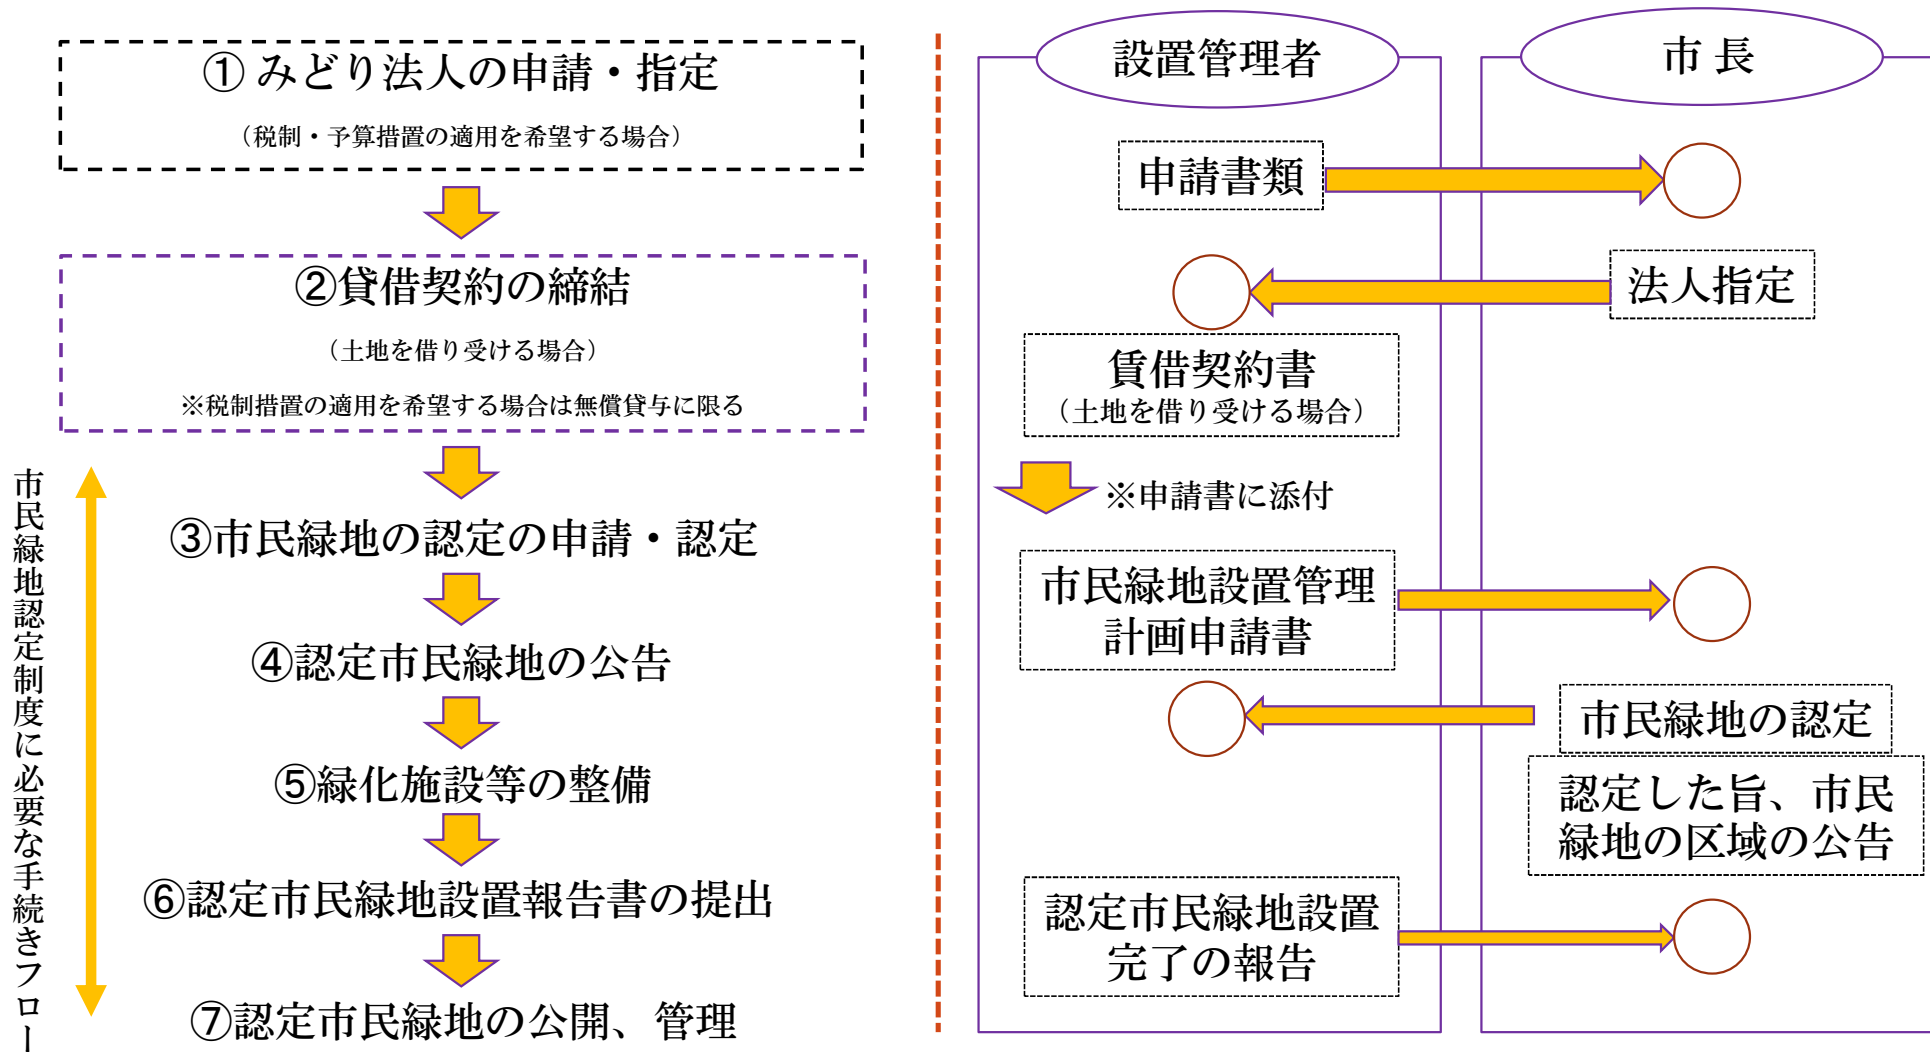 ① みどり法人の申請・指定
（税制・予算措置の適用を希望する場合）
②貸借契約の締結
（土地を借り受ける場合）
※税制措置の適用を希望する場合は無償貸与に限る
③市民緑地の認定の申請・認定
④認定市民緑地の公告
⑤緑化施設等の整備
⑥認定市民緑地設置報告書の提出
⑦認定市民緑地の公開、管理
市民緑地認定制度に必要な手続きフロー
設置管理者
市 長
申請書類
法人指定
賃借契約書
（土地を借り受ける場合）
※申請書に添付
市民緑地設置管理
計画申請書
市民緑地の認定
認定した旨、市民
緑地の区域の公告
認定市民緑地設置
完了の報告